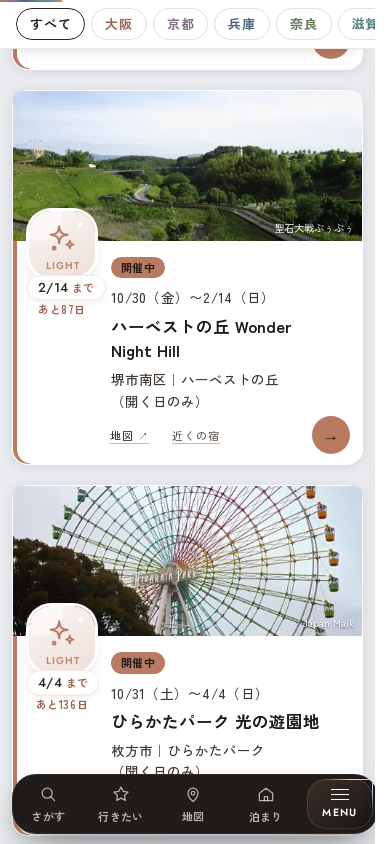 すべて
大阪
京都
兵庫
奈良
滋賀
聖石大戦ぶぅぶぅ
LIGHT
2/14 まで
あと87日
開催中
10/30（金）〜2/14（日）
ハーベストの丘 Wonder
Night Hill
堺市南区｜ハーベストの丘
（開く日のみ）
地図 ↗
近くの宿
→
HIRAKATA PARK
Japan Maik
LIGHT
4/4 まで
あと136日
開催中
10/31（土）〜4/4（日）
ひらかたパーク 光の遊園地
枚方市｜ひらかたパーク
（開く日のみ）
さがす
行きたい
地図
泊まり
MENU